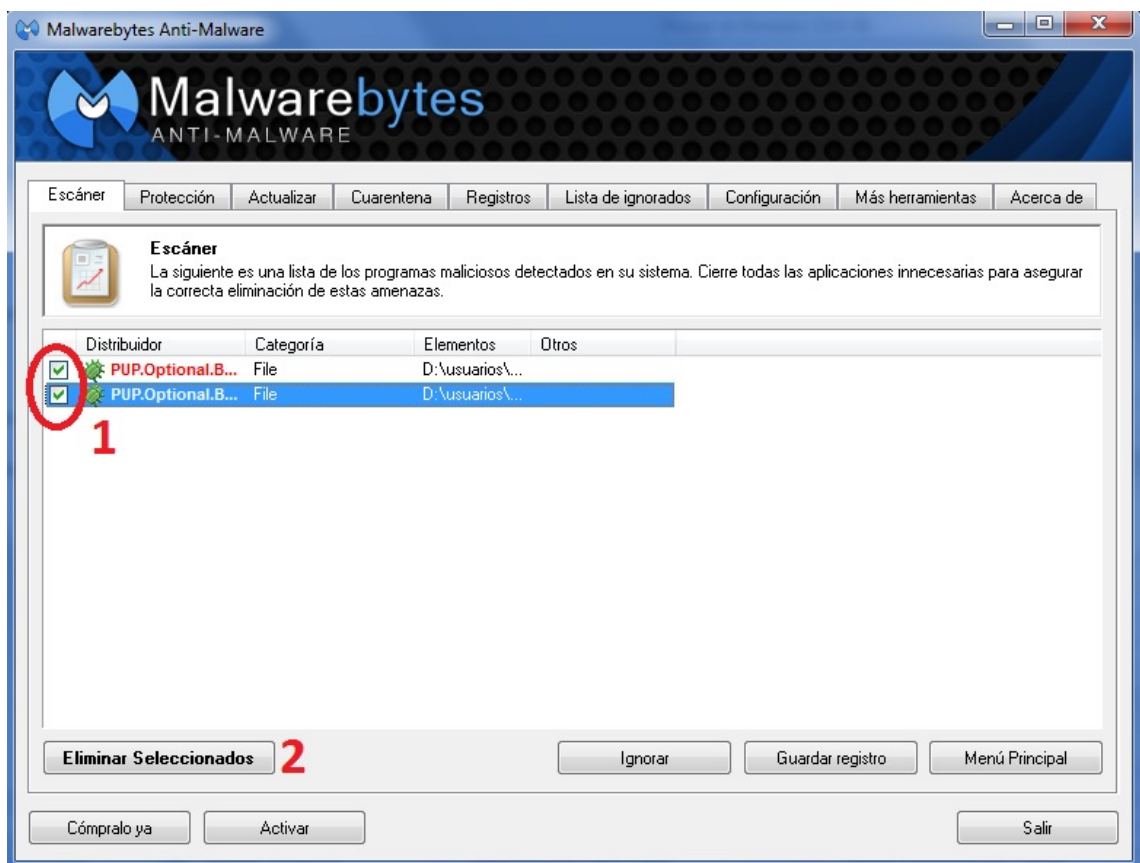 Malwarebytes Anti-Malware
Malwarebytes
ANTI-MALWARE
Escáner Protección Actualizar Cuarentena Registros Lista de ignorados Configuración Más herramientas Acerca de
Escáner
La siguiente es una lista de los programas maliciosos detectados en su sistema. Cierre todas las aplicaciones innecesarias para asegurar
la correcta eliminación de estas amenazas.
Distribuidor Categoría Elementos Otros
PUP.Optional.B... File D:\usuarios\...
PUP.Optional.B... File D:\usuarios\...
1
Eliminar Seleccionados 2 Ignorar Guardar registro Menú Principal
Cómpralo ya Activar Salir